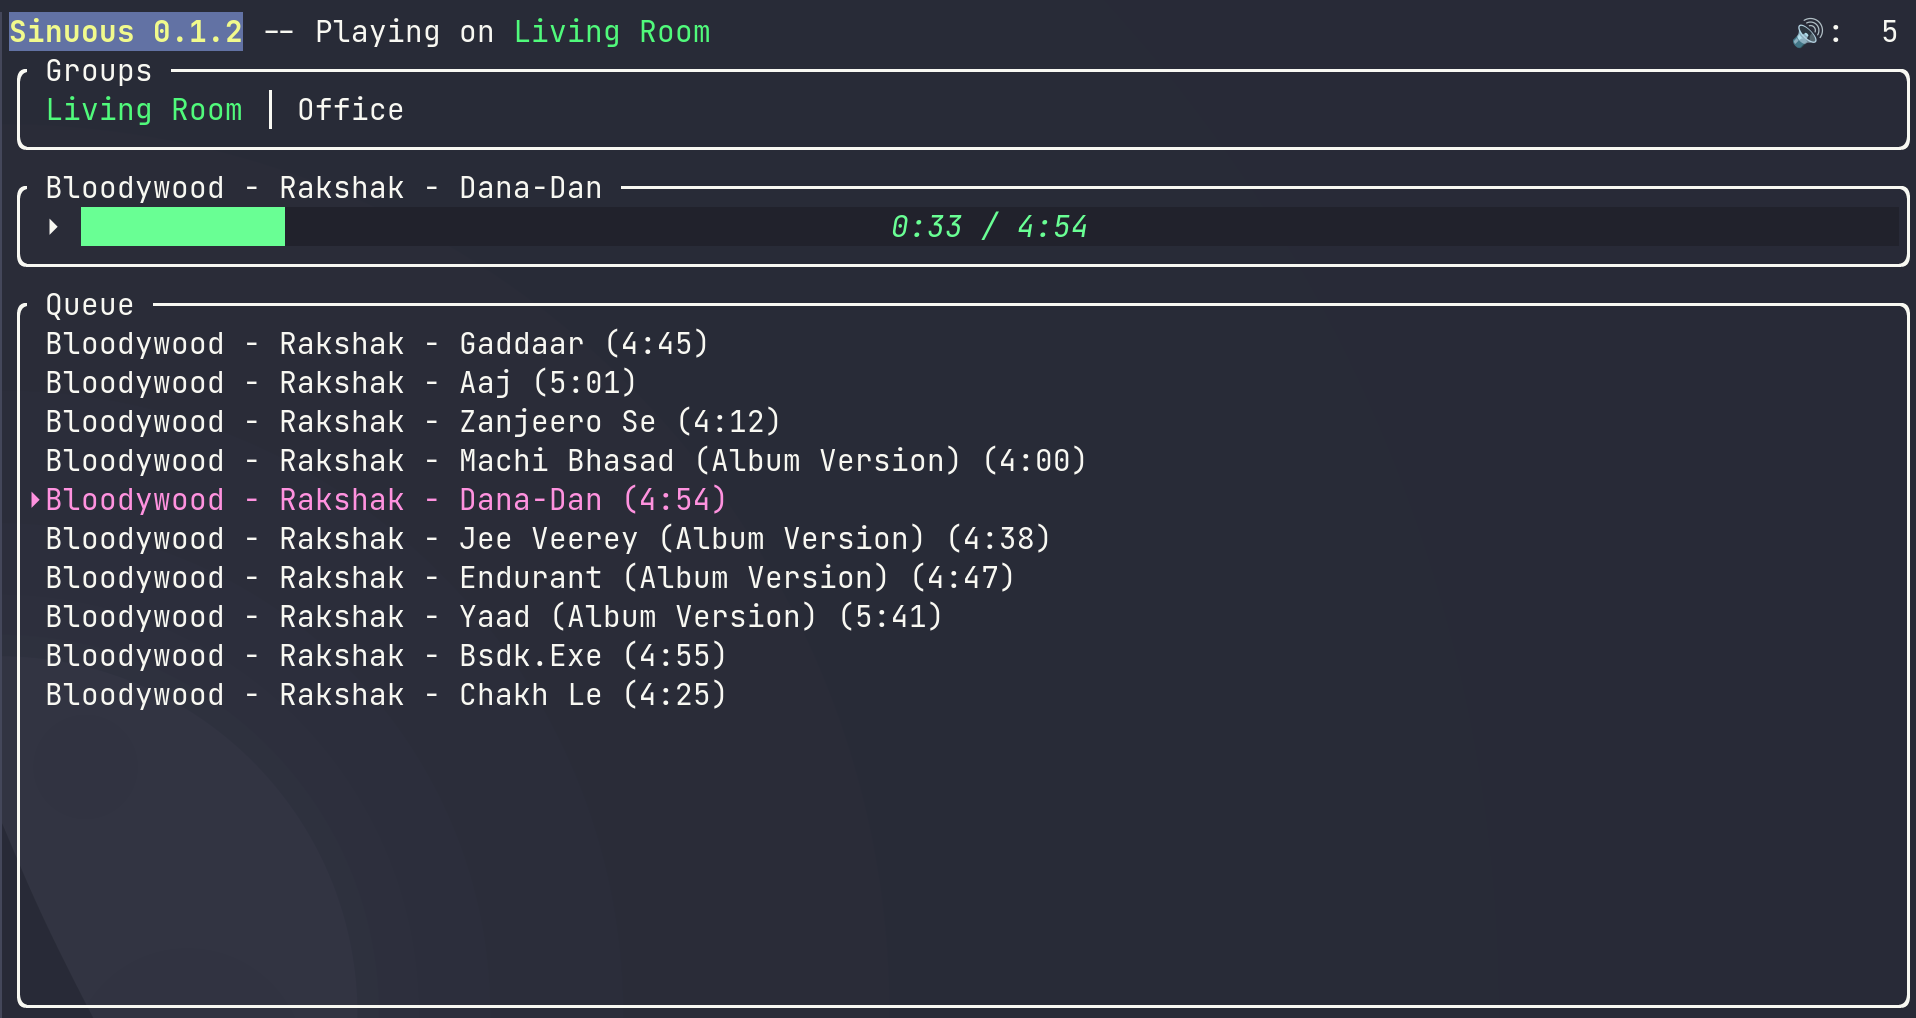 Sinuous 0.1.2 -- Playing on Living Room 🔊: 5
Groups
Living Room | Office
Bloodywood - Rakshak - Dana-Dan
0:33 / 4:54
Queue
Bloodywood - Rakshak - Gaddaar (4:45)
Bloodywood - Rakshak - Aaj (5:01)
Bloodywood - Rakshak - Zanjeero Se (4:12)
Bloodywood - Rakshak - Machi Bhasad (Album Version) (4:00)
Bloodywood - Rakshak - Dana-Dan (4:54)
Bloodywood - Rakshak - Jee Veerey (Album Version) (4:38)
Bloodywood - Rakshak - Endurant (Album Version) (4:47)
Bloodywood - Rakshak - Yaad (Album Version) (5:41)
Bloodywood - Rakshak - Bsdk.Exe (4:55)
Bloodywood - Rakshak - Chakh Le (4:25)